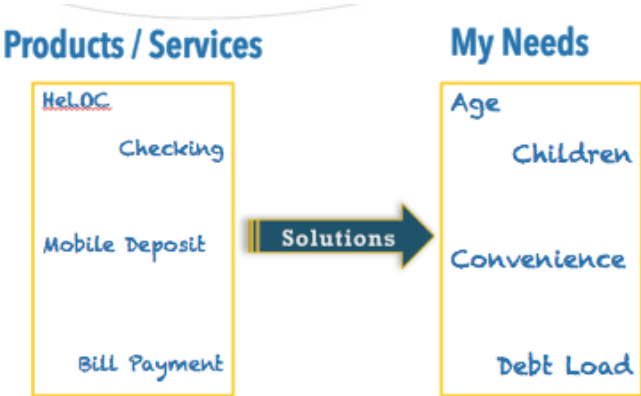 Products / Services
HeLOC
Checking
Mobile Deposit
Bill Payment
Solutions
My Needs
Age
Children
Convenience
Debt Load